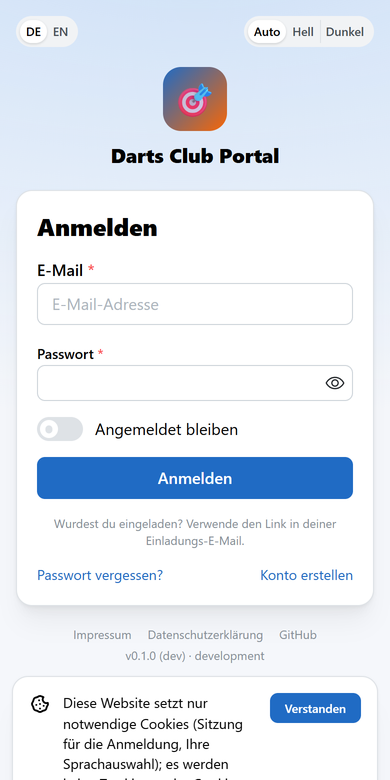 DE EN
Auto Hell Dunkel
Darts Club Portal
Anmelden
E-Mail *
E-Mail-Adresse
Passwort *
Angemeldet bleiben
Anmelden
Wurdest du eingeladen? Verwende den Link in deiner
Einladungs-E-Mail.
Passwort vergessen? Konto erstellen
Impressum Datenschutzerklärung GitHub
v0.1.0 (dev) · development
Diese Website setzt nur
notwendige Cookies (Sitzung
für die Anmeldung, Ihre
Sprachauswahl); es werden
Verstanden